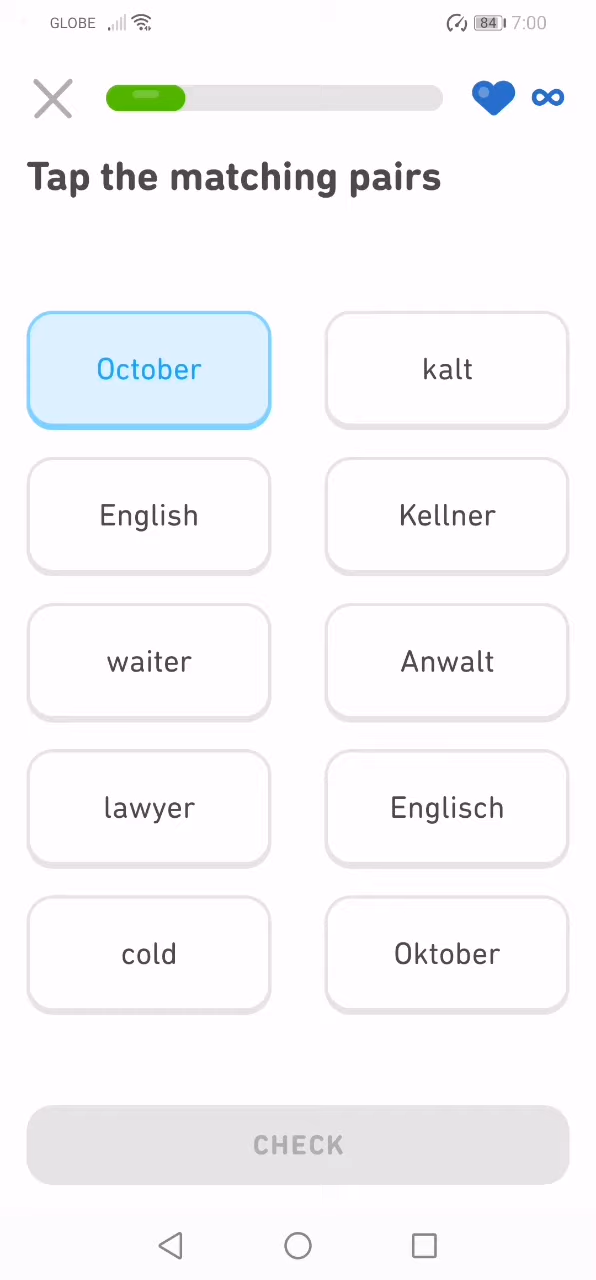 GLOBE 84 7:00
Tap the matching pairs
October kalt
English Kellner
waiter Anwalt
lawyer Englisch
cold Oktober
CHECK